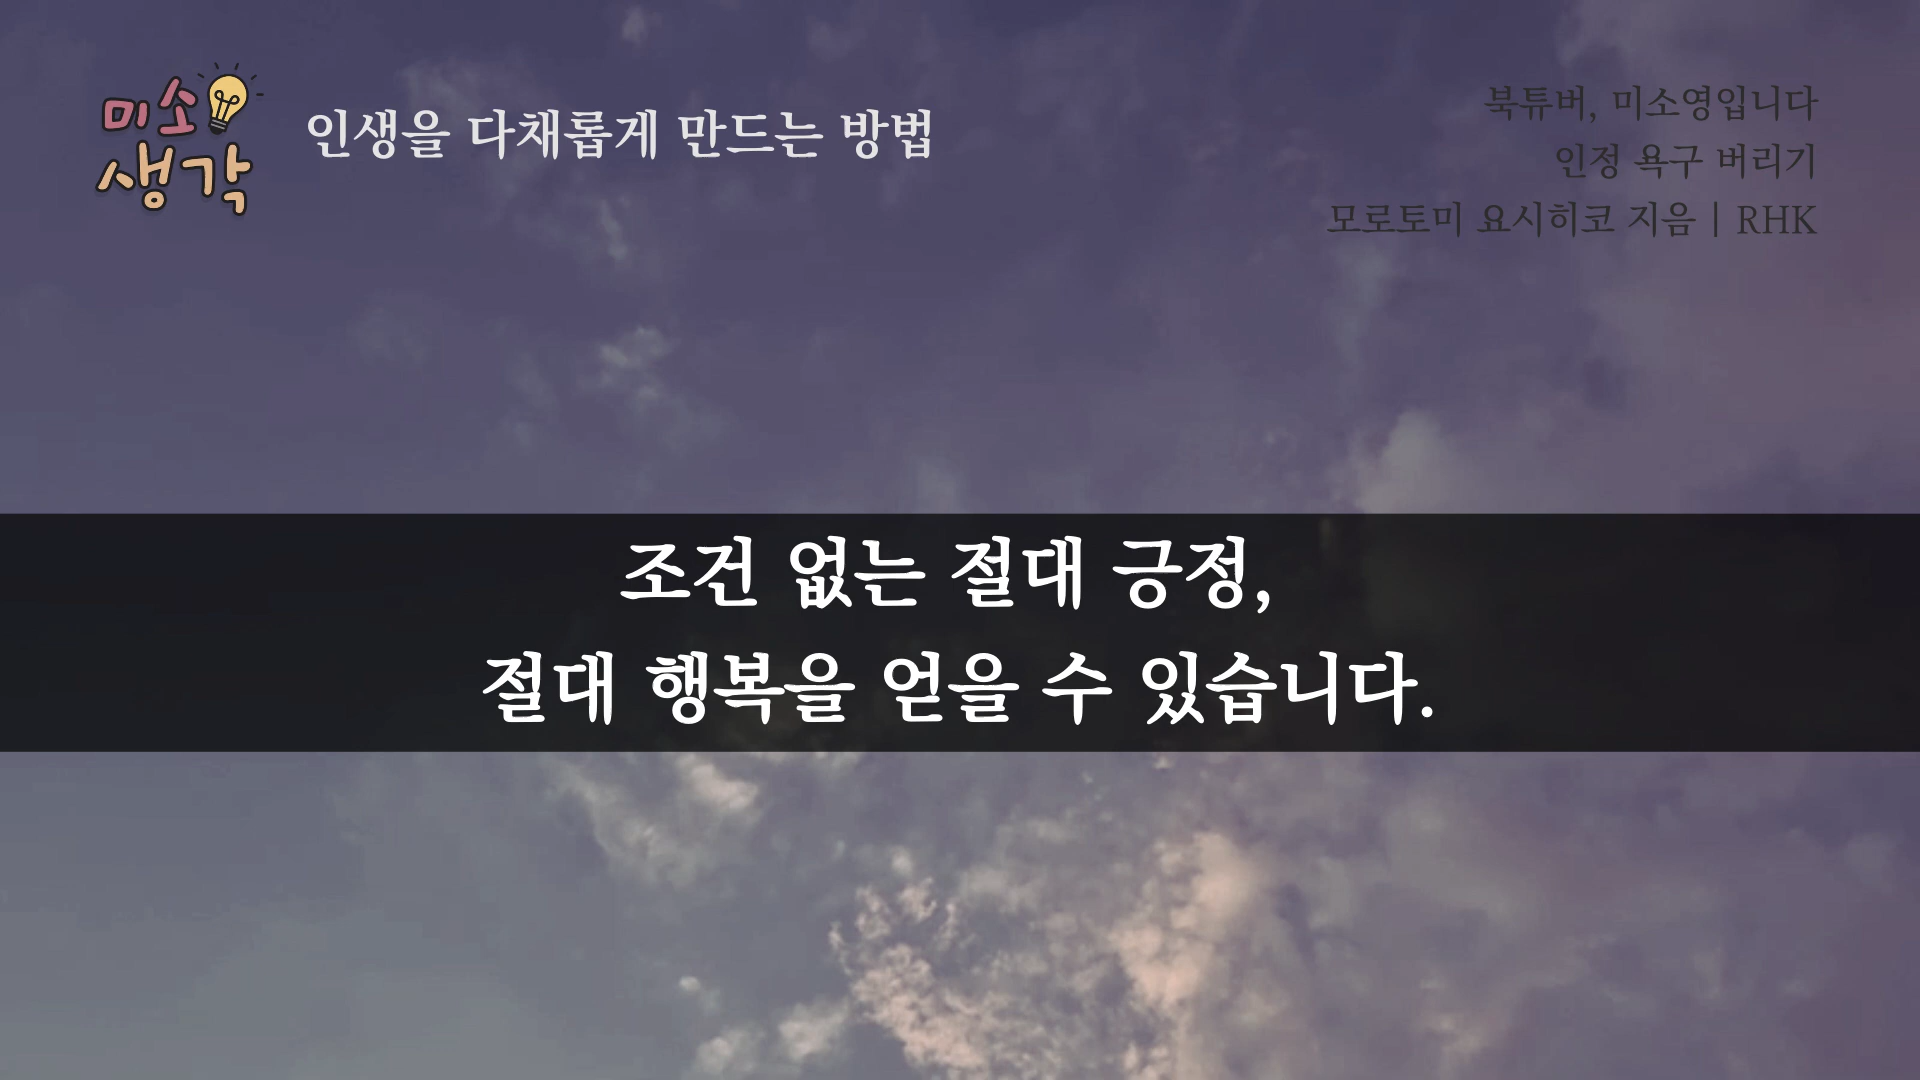 미소
생각
인생을 다채롭게 만드는 방법
북튜버, 미소영입니다
인정 욕구 버리기
모로토미 요시히코 지음 | RHK
조건 없는 절대 긍정,
절대 행복을 얻을 수 있습니다.